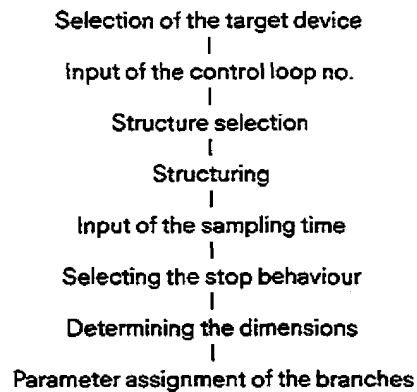 Selection of the target device
Input of the control loop no.
Structure selection
Structuring
Input of the sampling time
Selecting the stop behaviour
Determining the dimensions
Parameter assignment of the branches